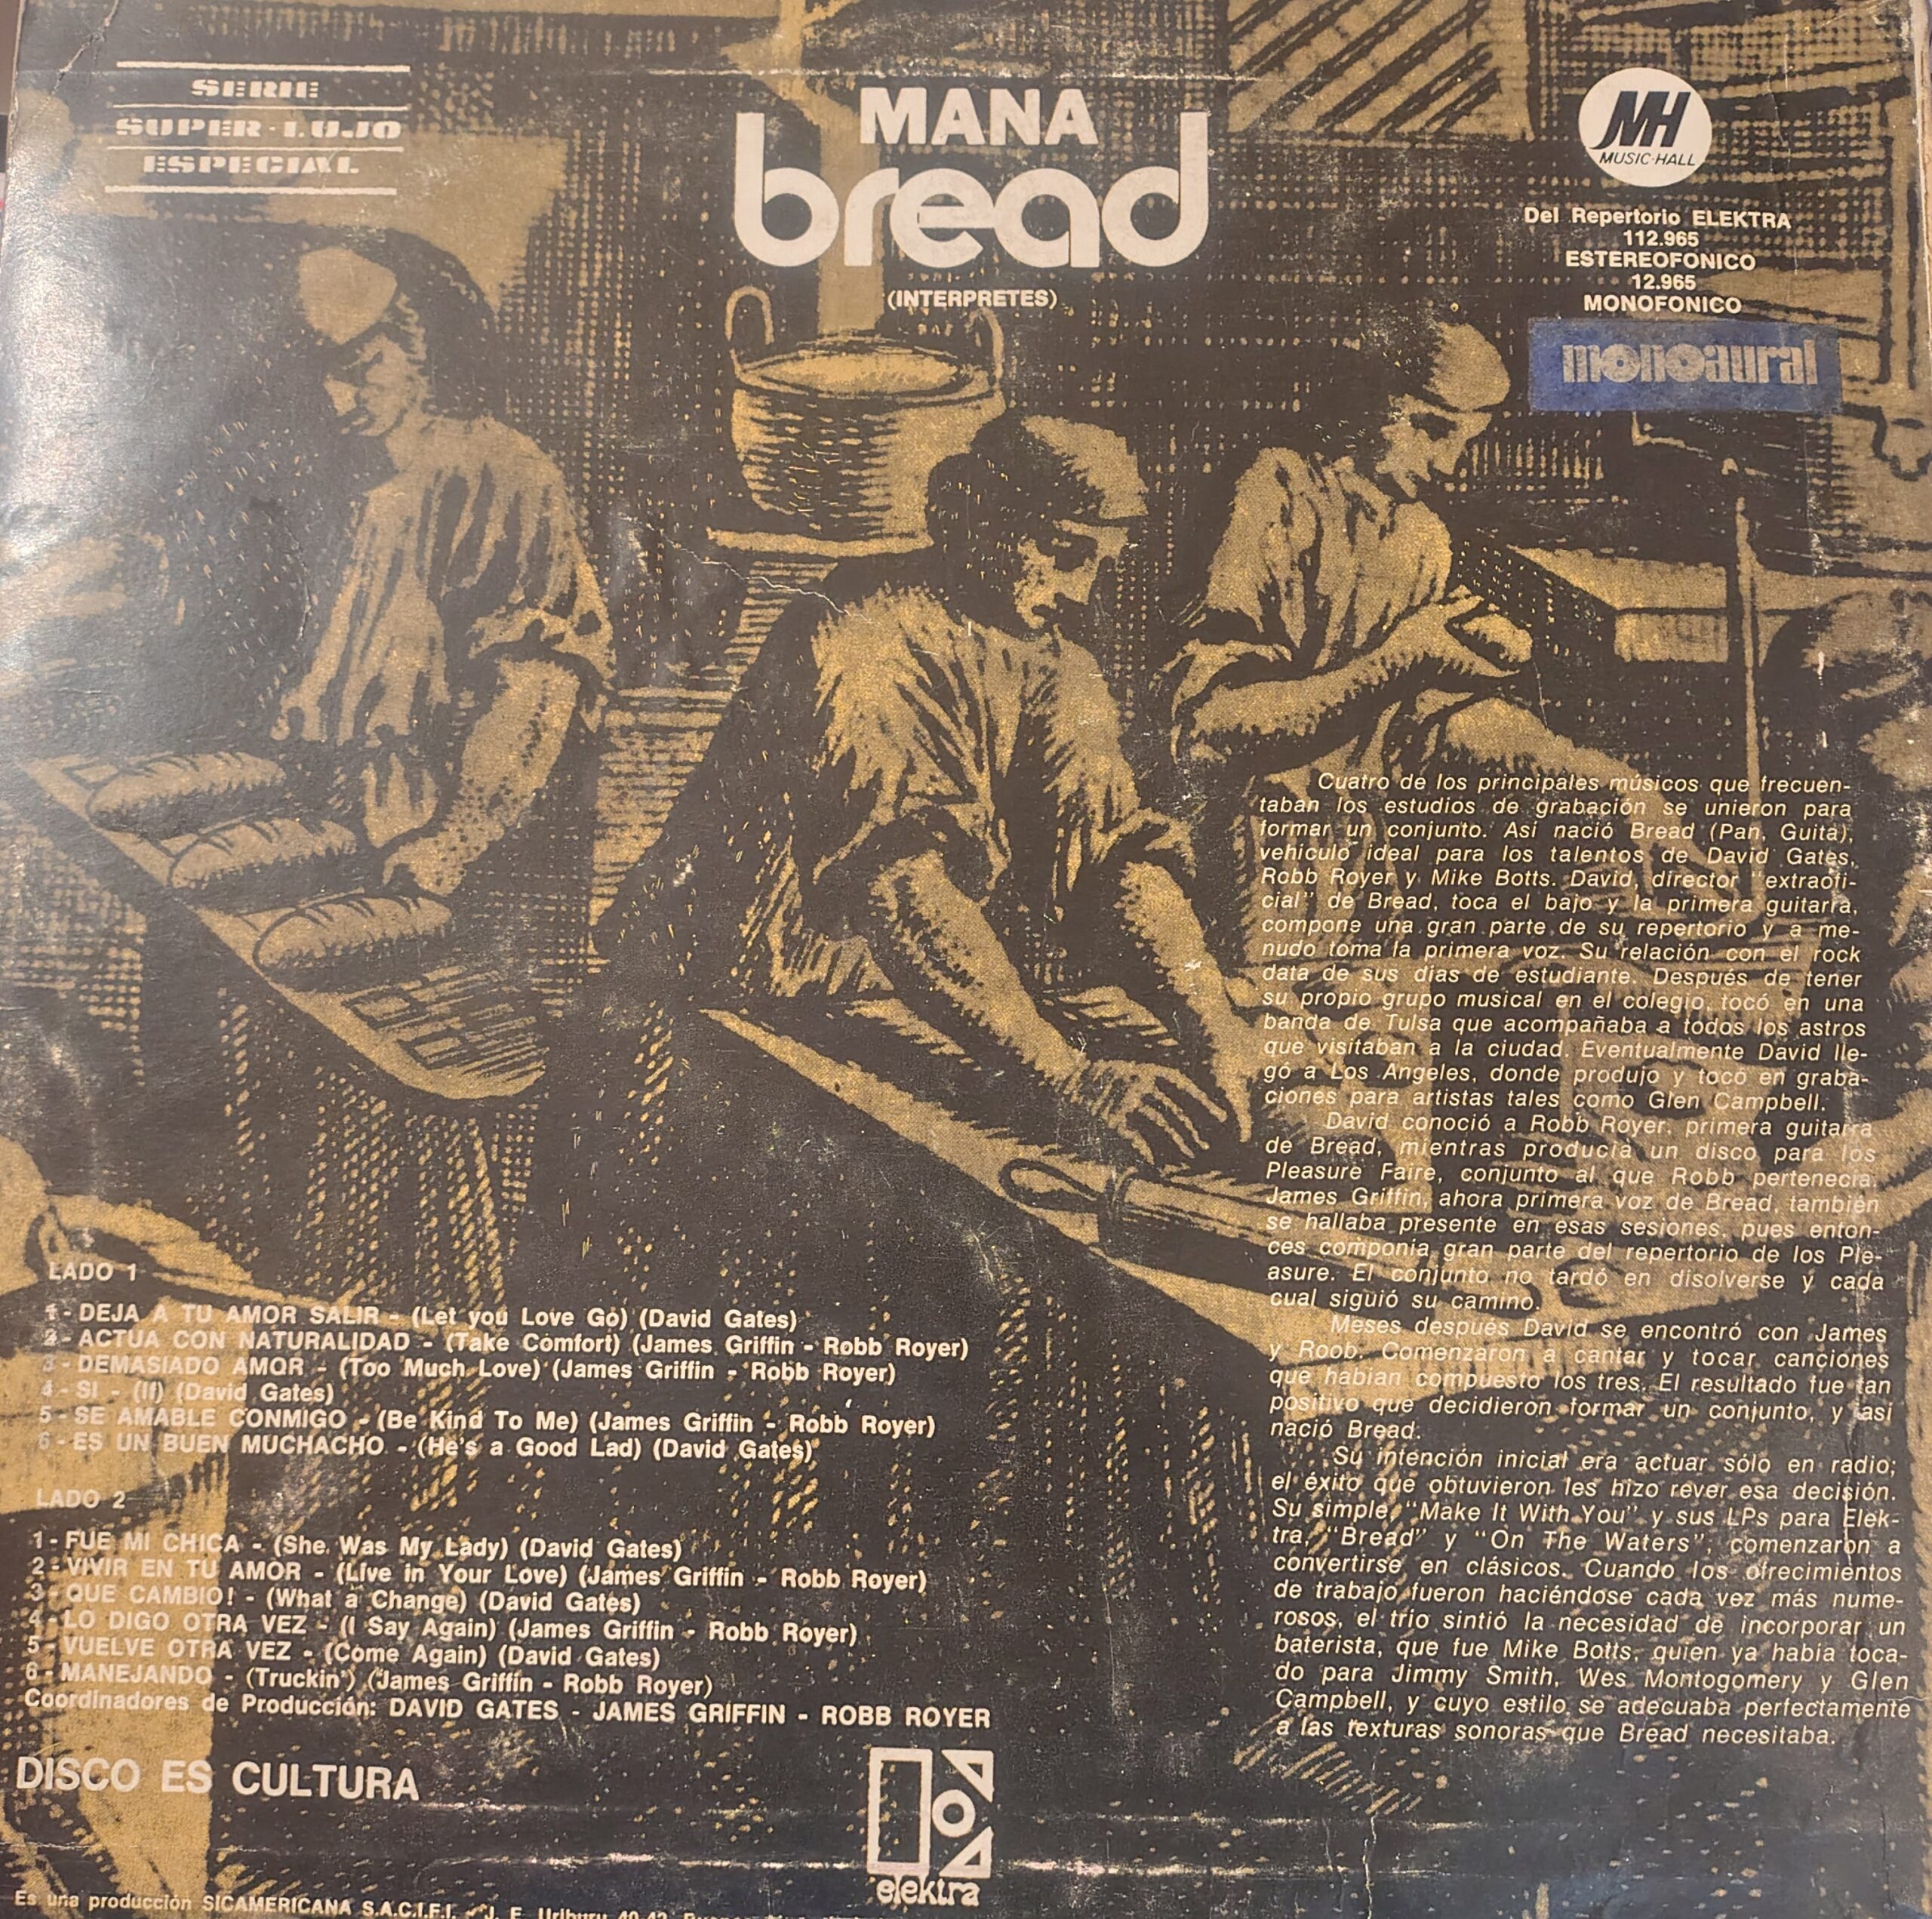 SERIE
SUPER-LUJO
ESPECIAL
MANA
bread
(INTERPRETES)
MH
MUSIC-HALL
Del Repertorio ELEKTRA
112.965
ESTEREOFONICO
12.965
MONOFONICO
monoaural
Cuatro de los principales músicos que frecuen-
taban los estudios de grabación se unieron para
formar un conjunto. Asi nació Bread (Pan, Guita),
vehiculo ideal para los talentos de David Gates,
Robb Royer y Mike Botts. David, director "extraofi-
cial" de Bread, toca el bajo y la primera guitarra,
compone una gran parte de su repertorio y a me-
nudo toma la primera voz. Su relación con el rock
data de sus dias de estudiante. Después de tener
su propio grupo musical en el colegio, tocó en una
banda de Tulsa que acompañaba a todos los astros
que visitaban a la ciudad. Eventualmente David lle-
gó a Los Angeles, donde produjo y tocó en graba-
ciones para artistas tales como Glen Campbell.
David conoció a Robb Royer, primera guitarra
de Bread, mientras producia un disco para los
Pleasure Faire, conjunto al que Robb pertenecia.
James Griffin, ahora primera voz de Bread, también
se hallaba presente en esas sesiones, pues enton-
ces componia gran parte del repertorio de los Ple-
asure. El conjunto no tardó en disolverse y cada
cual siguió su camino.
Meses después David se encontró con James
y Roob. Comenzaron a cantar y tocar canciones
que habian compuesto los tres. El resultado fue tan
positivo que decidieron formar un conjunto, y asi
nació Bread.
Su intención inicial era actuar sólo en radio;
el éxito que obtuvieron les hizo rever esa decisión.
Su simple, "Make It With You" y sus LPs para Elek-
tra, "Bread" y "On The Waters", comenzaron a
convertirse en clásicos. Cuando los ofrecimientos
de trabajo fueron haciéndose cada vez más nume-
rosos, el trio sintió la necesidad de incorporar un
baterista, que fue Mike Botts, quien ya habia toca-
do para Jimmy Smith, Wes Montogomery y Glen
Campbell, y cuyo estilo se adecuaba perfectamente
a las texturas sonoras que Bread necesitaba.
LADO 1
1 - DEJA A TU AMOR SALIR - (Let you Love Go) (David Gates)
2 - ACTUA CON NATURALIDAD - (Take Comfort) (James Griffin - Robb Royer)
3 - DEMASIADO AMOR - (Too Much Love) (James Griffin - Robb Royer)
4 - SI - (If) (David Gates)
5 - SE AMABLE CONMIGO - (Be Kind To Me) (James Griffin - Robb Royer)
6 - ES UN BUEN MUCHACHO - (He's a Good Lad) (David Gates)
LADO 2
1 - FUE MI CHICA - (She Was My Lady) (David Gates)
2 - VIVIR EN TU AMOR - (Live in Your Love) (James Griffin - Robb Royer)
3 - QUE CAMBIO! - (What a Change) (David Gates)
4 - LO DIGO OTRA VEZ - (I Say Again) (James Griffin - Robb Royer)
5 - VUELVE OTRA VEZ - (Come Again) (David Gates)
6 - MANEJANDO - (Truckin') (James Griffin - Robb Royer)
Coordinadores de Producción: DAVID GATES - JAMES GRIFFIN - ROBB ROYER
DISCO ES CULTURA
elektra
Es una producción SICAMERICANA S.A.C.I.F.I. - J. E. Uriburu 40-42